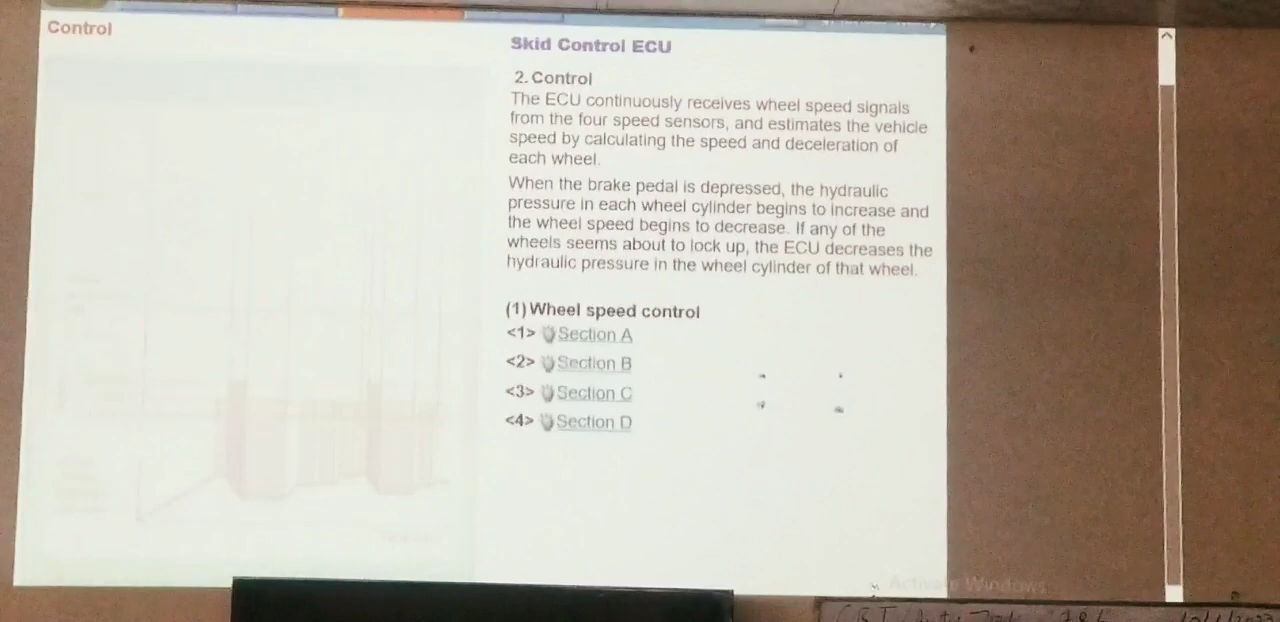 Control
Skid Control ECU
2. Control
The ECU continuously receives wheel speed signals
from the four speed sensors, and estimates the vehicle
speed by calculating the speed and deceleration of
each wheel.
When the brake pedal is depressed, the hydraulic
pressure in each wheel cylinder begins to increase and
the wheel speed begins to decrease. If any of the
wheels seems about to lock up, the ECU decreases the
hydraulic pressure in the wheel cylinder of that wheel.
(1) Wheel speed control
<1> Section A
<2> Section B
<3> Section C
<4> Section D
Activate Windows